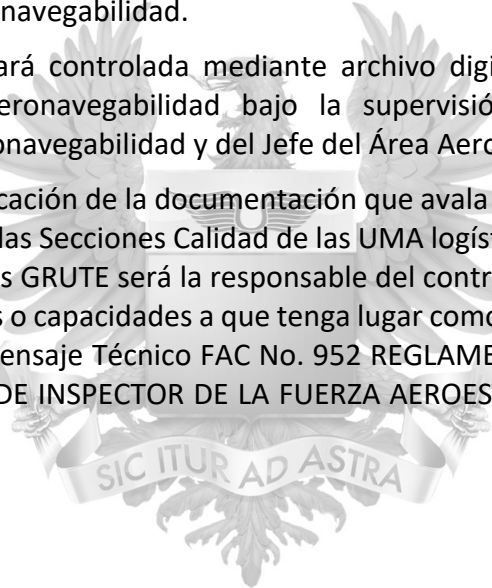 navegabilidad.
ará controlada mediante archivo digi
eronavegabilidad bajo la supervisió
onavegabilidad y del Jefe del Área Aero
cación de la documentación que avala
las Secciones Calidad de las UMA logíst
s GRUTE será la responsable del contr
s o capacidades a que tenga lugar como
ensaje Técnico FAC No. 952 REGLAME
DE INSPECTOR DE LA FUERZA AEROES
SIC ITUR AD ASTRA